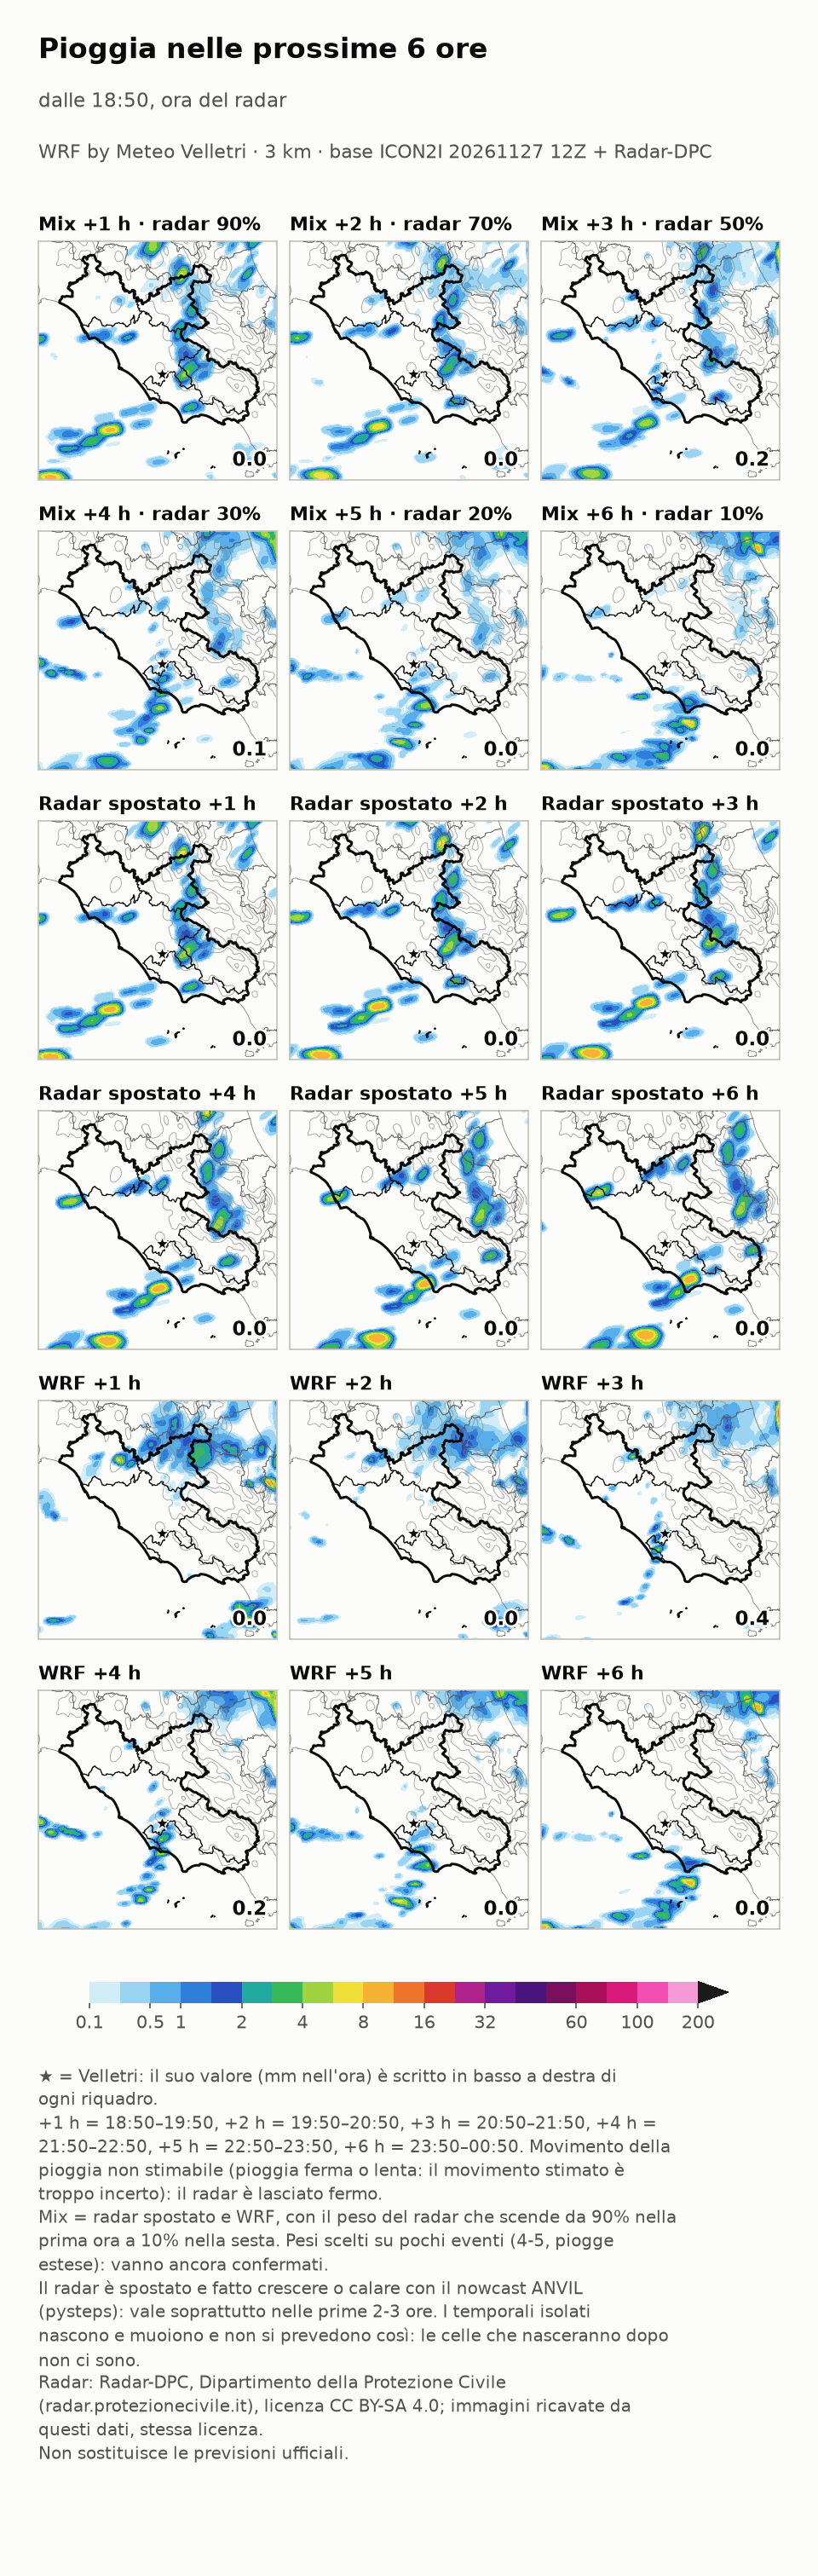 Pioggia nelle prossime 6 ore
dalle 18:50, ora del radar
WRF by Meteo Velletri · 3 km · base ICON2I 20261127 12Z + Radar-DPC
Mix +1 h · radar 90%
Mix +2 h · radar 70%
Mix +3 h · radar 50%
0.0
0.0
0.2
Mix +4 h · radar 30%
Mix +5 h · radar 20%
Mix +6 h · radar 10%
0.1
0.0
0.0
Radar spostato +1 h
Radar spostato +2 h
Radar spostato +3 h
0.0
0.0
0.0
Radar spostato +4 h
Radar spostato +5 h
Radar spostato +6 h
0.0
0.0
0.0
WRF +1 h
WRF +2 h
WRF +3 h
0.0
0.0
0.4
WRF +4 h
WRF +5 h
WRF +6 h
0.2
0.0
0.0
0.1 0.5 1 2 4 8 16 32 60 100 200
★ = Velletri: il suo valore (mm nell'ora) è scritto in basso a destra di
ogni riquadro.
+1 h = 18:50–19:50, +2 h = 19:50–20:50, +3 h = 20:50–21:50, +4 h =
21:50–22:50, +5 h = 22:50–23:50, +6 h = 23:50–00:50. Movimento della
pioggia non stimabile (pioggia ferma o lenta: il movimento stimato è
troppo incerto): il radar è lasciato fermo.
Mix = radar spostato e WRF, con il peso del radar che scende da 90% nella
prima ora a 10% nella sesta. Pesi scelti su pochi eventi (4-5, piogge
estese): vanno ancora confermati.
Il radar è spostato e fatto crescere o calare con il nowcast ANVIL
(pysteps): vale soprattutto nelle prime 2-3 ore. I temporali isolati
nascono e muoiono e non si prevedono così: le celle che nasceranno dopo
non ci sono.
Radar: Radar-DPC, Dipartimento della Protezione Civile
(radar.protezionecivile.it), licenza CC BY-SA 4.0; immagini ricavate da
questi dati, stessa licenza.
Non sostituisce le previsioni ufficiali.